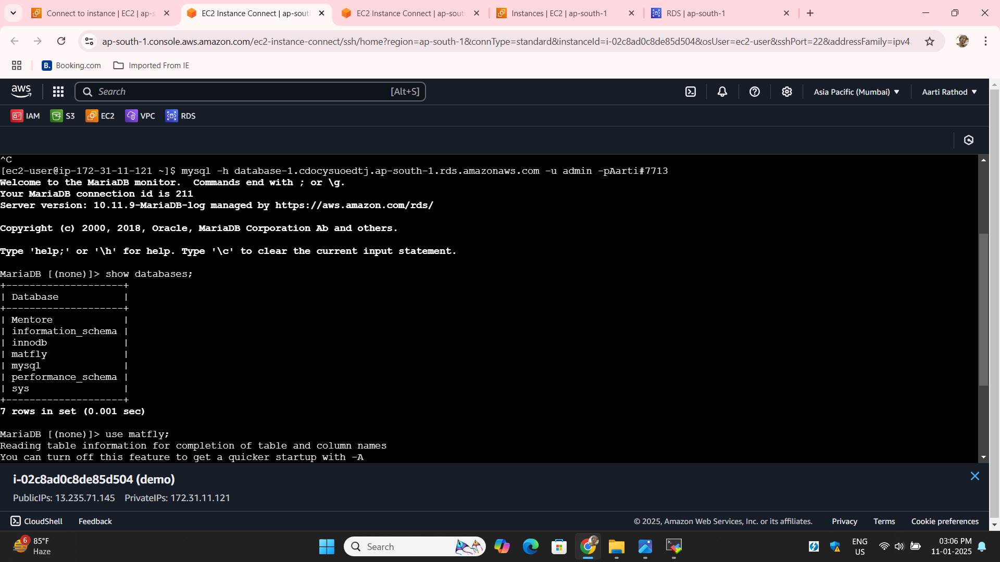 Connect to instance | EC2 | ap-s
EC2 Instance Connect | ap-sout
EC2 Instance Connect | ap-sout
Instances | EC2 | ap-south-1
RDS | ap-south-1
ap-south-1.console.aws.amazon.com/ec2-instance-connect/ssh/home?region=ap-south-1&connType=standard&instanceId=i-02c8ad0c8de85d504&osUser=ec2-user&sshPort=22&addressFamily=ipv4
B. Booking.com
Imported From IE
aws
Search [Alt+S]
Asia Pacific (Mumbai)
Aarti Rathod
IAM S3 EC2 VPC RDS
^C
[ec2-user@ip-172-31-11-121 ~]$ mysql -h database-1.cdocysuoedtj.ap-south-1.rds.amazonaws.com -u admin -pAarti#7713
Welcome to the MariaDB monitor.  Commands end with ; or \g.
Your MariaDB connection id is 211
Server version: 10.11.9-MariaDB-log managed by https://aws.amazon.com/rds/
Copyright (c) 2000, 2018, Oracle, MariaDB Corporation Ab and others.
Type 'help;' or '\h' for help. Type '\c' to clear the current input statement.
MariaDB [(none)]> show databases;
+--------------------+
| Database           |
+--------------------+
| Mentore            |
| information_schema |
| innodb             |
| matfly             |
| mysql              |
| performance_schema |
| sys                |
+--------------------+
7 rows in set (0.001 sec)
MariaDB [(none)]> use matfly;
Reading table information for completion of table and column names
You can turn off this feature to get a quicker startup with -A
i-02c8ad0c8de85d504 (demo)
PublicIPs: 13.235.71.145 PrivateIPs: 172.31.11.121
CloudShell Feedback
© 2025, Amazon Web Services, Inc. or its affiliates. Privacy Terms Cookie preferences
6
85°F
Haze
Search
ENG
US
03:06 PM
11-01-2025